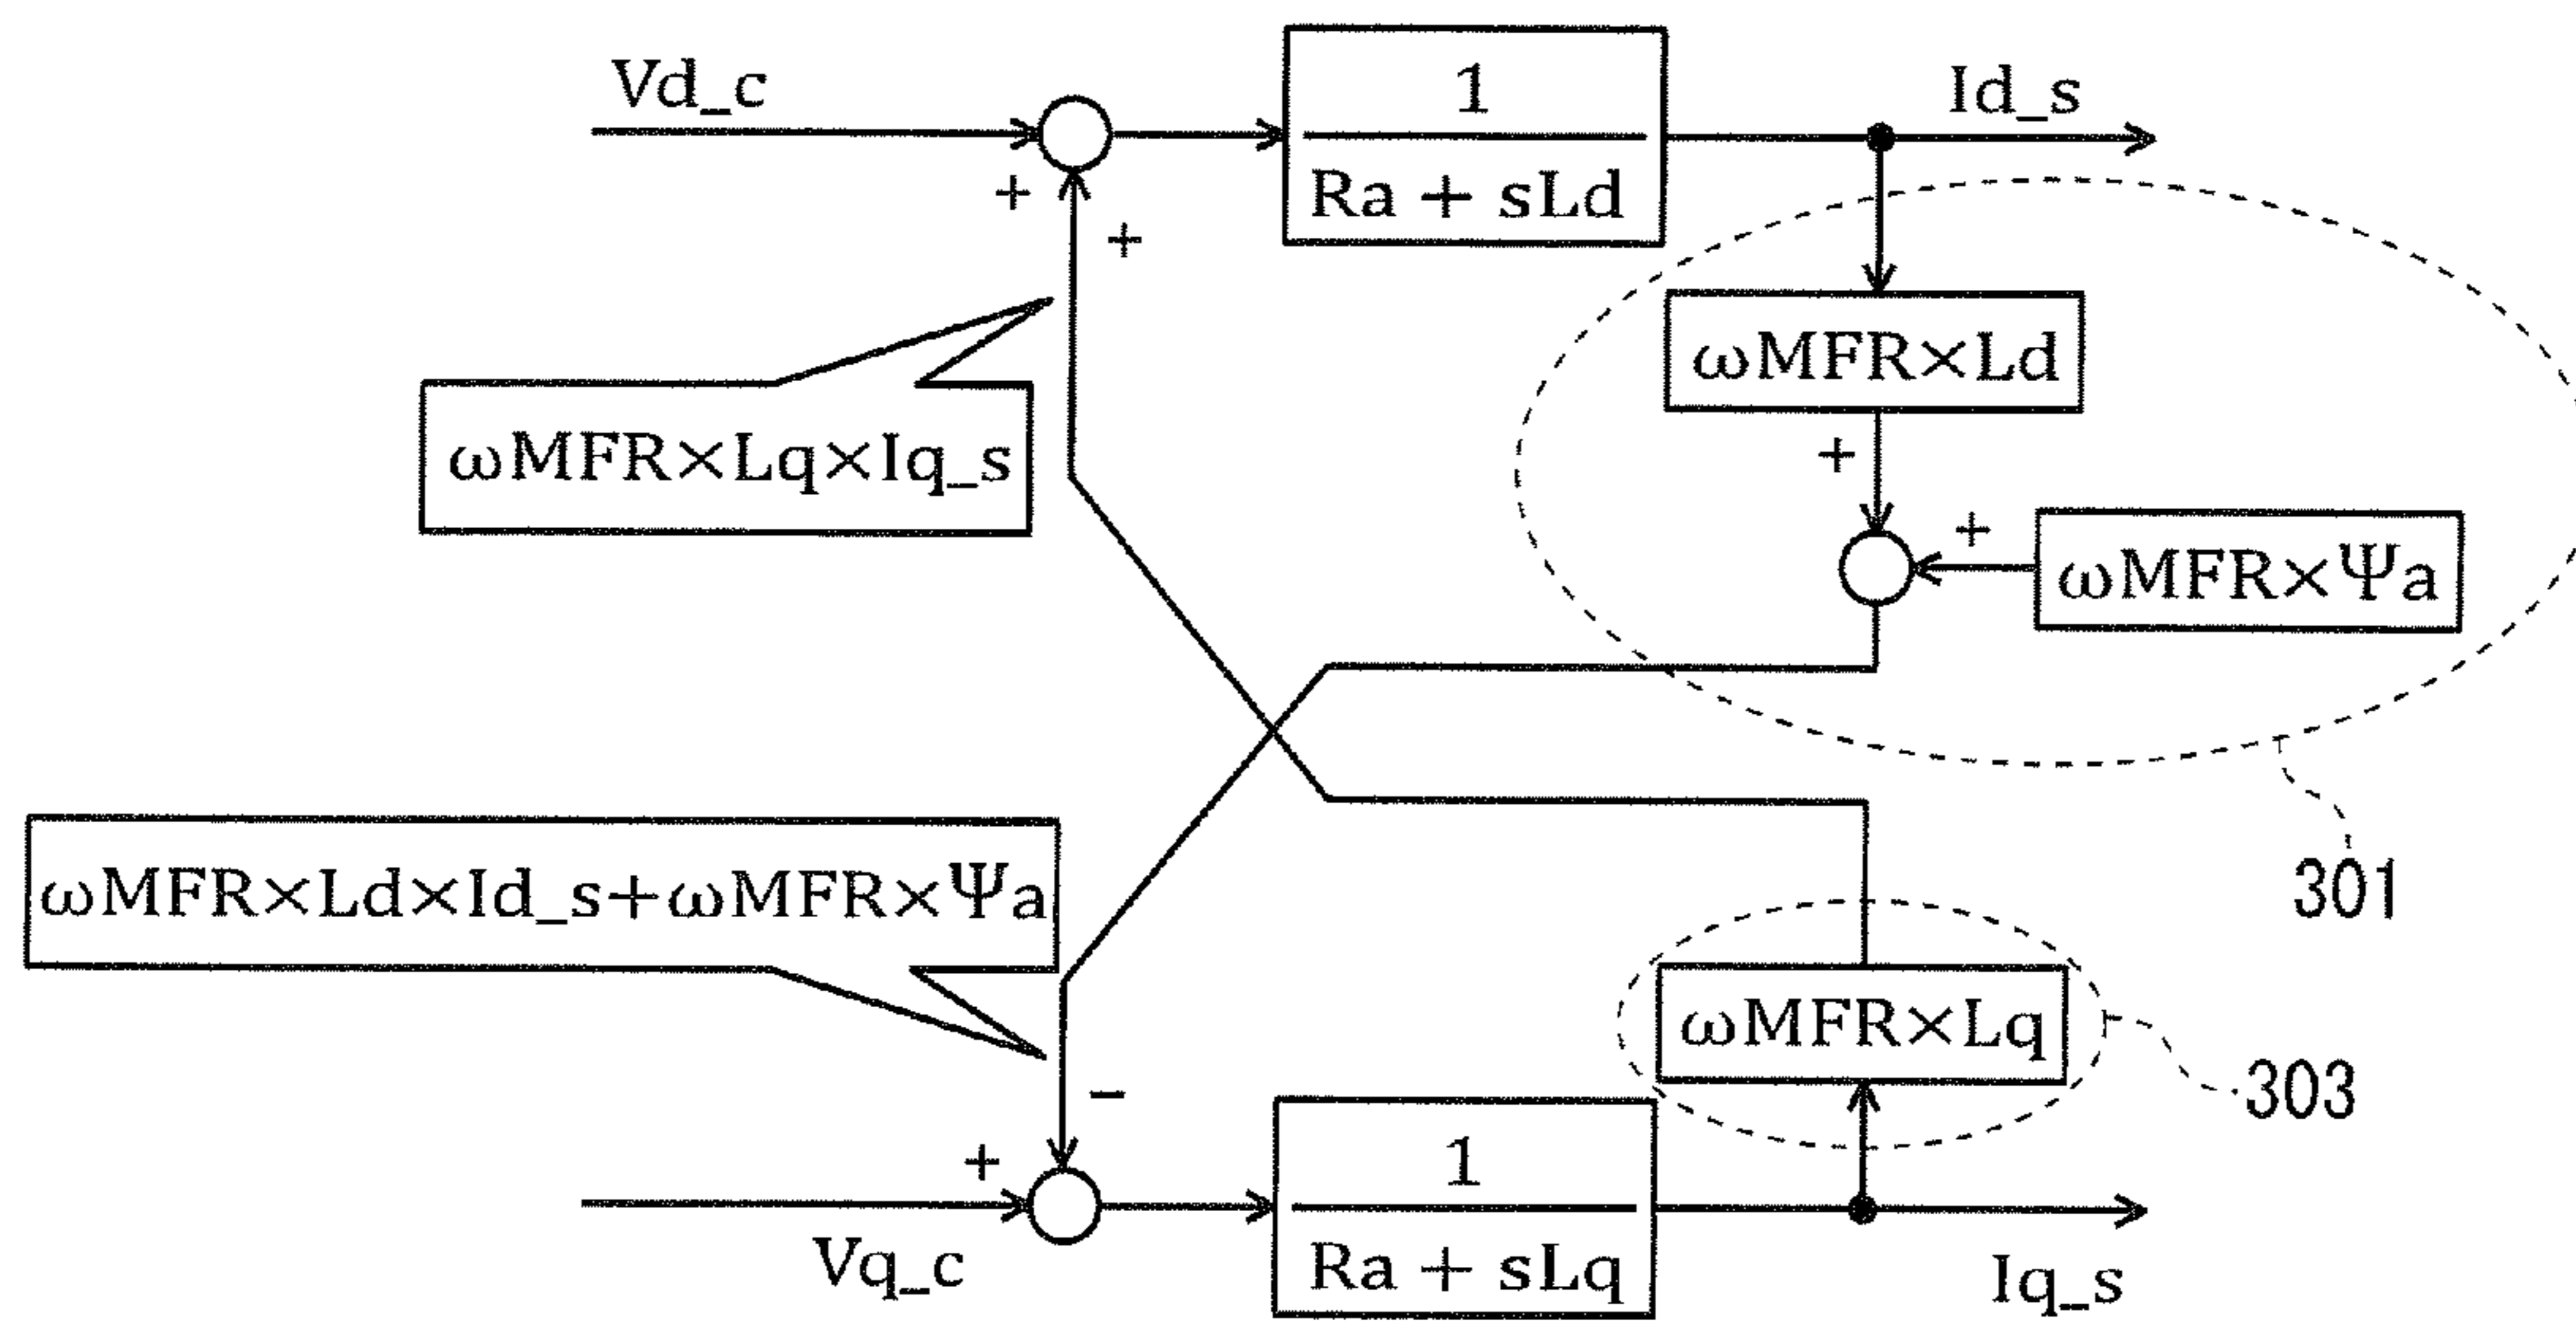 Vd_c
+
+
1
Ra + sLd
Id_s
ωMFR×Ld
+
+
ωMFR×Ψa
ωMFR×Lq×Iq_s
ωMFR×Ld×Id_s+ωMFR×Ψa
301
ωMFR×Lq
303
−
+
Vq_c
1
Ra + sLq
Iq_s